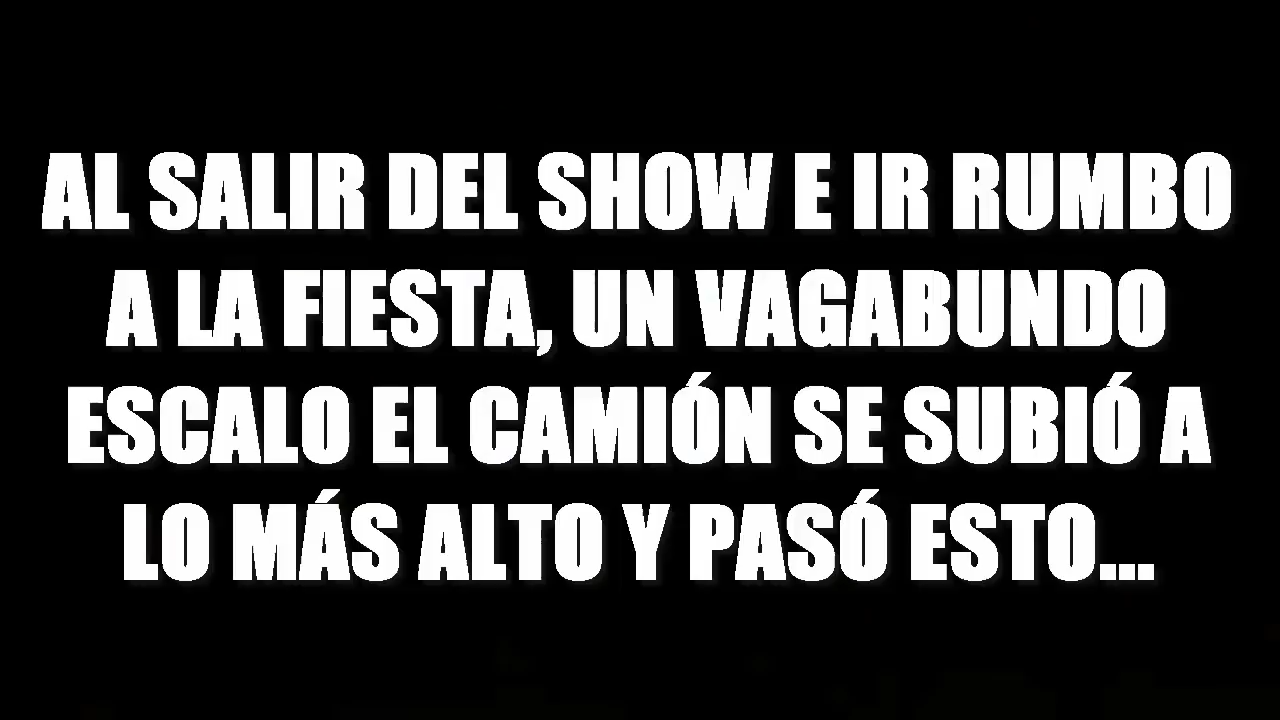 AL SALIR DEL SHOW E IR RUMBO
A LA FIESTA, UN VAGABUNDO
ESCALO EL CAMIÓN SE SUBIÓ A
LO MÁS ALTO Y PASÓ ESTO...